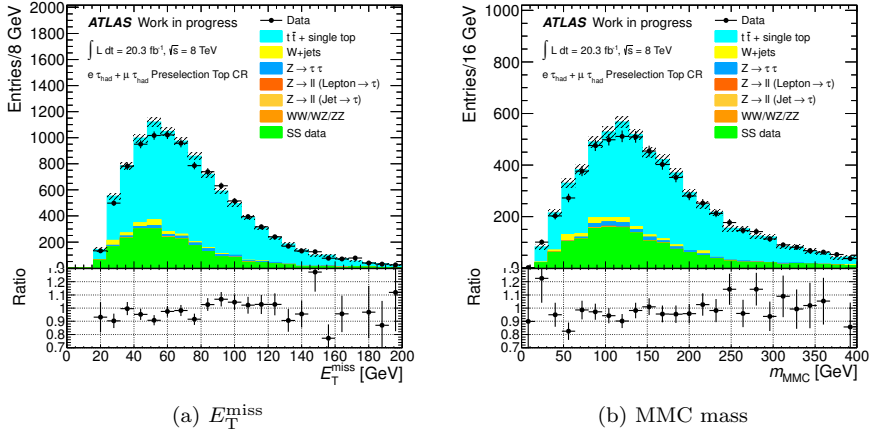 Entries/8 GeV
2000
1800
1600
1400
1200
1000
800
600
400
200
ATLAS Work in progress
∫ L dt = 20.3 fb⁻¹, √s = 8 TeV
e τhad + μ τhad Preselection Top CR
Data
t t̄ + single top
W+jets
Z → τ τ
Z → ll (Lepton → τ)
Z → ll (Jet → τ)
WW/WZ/ZZ
SS data
Ratio
1.3
1.2
1.1
1
0.9
0.8
0.7
0 20 40 60 80 100 120 140 160 180 200
E_T^miss [GeV]
(a) E_T^miss
Entries/16 GeV
1000
800
600
400
200
0
ATLAS Work in progress
∫ L dt = 20.3 fb⁻¹, √s = 8 TeV
e τhad + μ τhad Preselection Top CR
Data
t t̄ + single top
W+jets
Z → τ τ
Z → ll (Lepton → τ)
Z → ll (Jet → τ)
WW/WZ/ZZ
SS data
Ratio
1.3
1.2
1.1
1
0.9
0.8
0.7
0 50 100 150 200 250 300 350 400
m_MMC [GeV]
(b) MMC mass